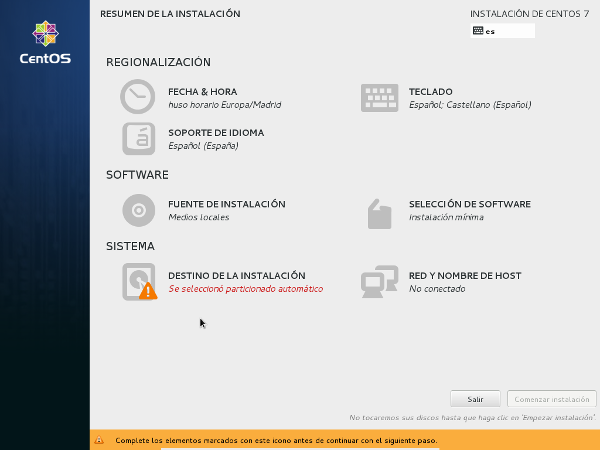 CentOS
RESUMEN DE LA INSTALACIÓN
INSTALACIÓN DE CENTOS 7
es
REGIONALIZACIÓN
FECHA & HORA
huso horario Europa/Madrid
TECLADO
Español; Castellano (Español)
SOPORTE DE IDIOMA
Español (España)
SOFTWARE
FUENTE DE INSTALACIÓN
Medios locales
SELECCIÓN DE SOFTWARE
Instalación mínima
SISTEMA
DESTINO DE LA INSTALACIÓN
Se seleccionó particionado automático
RED Y NOMBRE DE HOST
No conectado
Salir
Comenzar instalación
No tocaremos sus discos hasta que haga clic en 'Empezar instalación'.
Complete los elementos marcados con este icono antes de continuar con el siguiente paso.